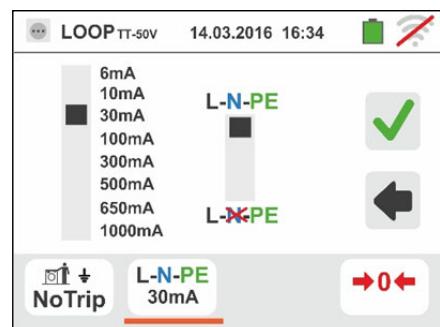 LOOP TT-50V 14.03.2016 16:34
6mA
10mA
30mA
100mA
300mA
500mA
650mA
1000mA
L-N-PE
L-N-PE
NoTrip
L-N-PE
30mA
0